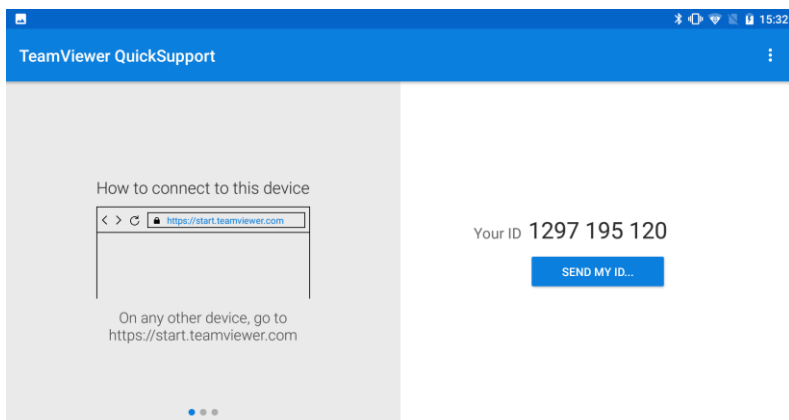 15:32
TeamViewer QuickSupport
How to connect to this device
https://start.teamviewer.com
On any other device, go to
https://start.teamviewer.com
Your ID 1297 195 120
SEND MY ID...